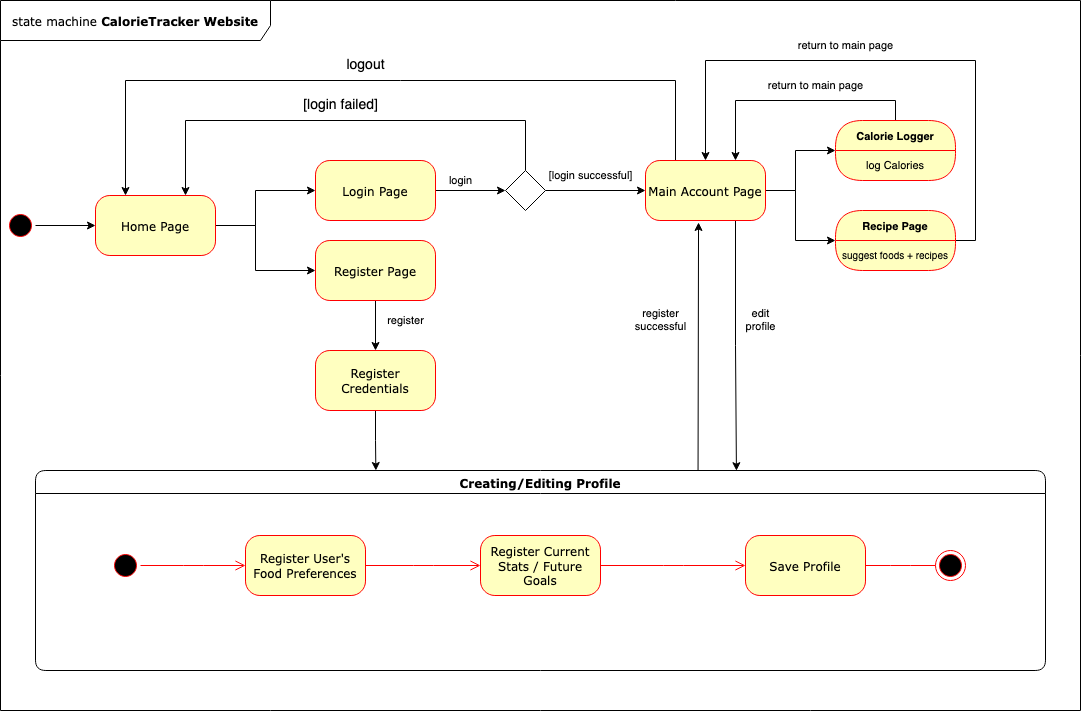 state machine CalorieTracker Website
return to main page
logout
return to main page
[login failed]
Calorie Logger
log Calories
Login Page
login
[login successful]
Main Account Page
Home Page
Recipe Page
suggest foods + recipes
Register Page
register
register
successful
edit
profile
Register
Credentials
Creating/Editing Profile
Register User's
Food Preferences
Register Current
Stats / Future
Goals
Save Profile